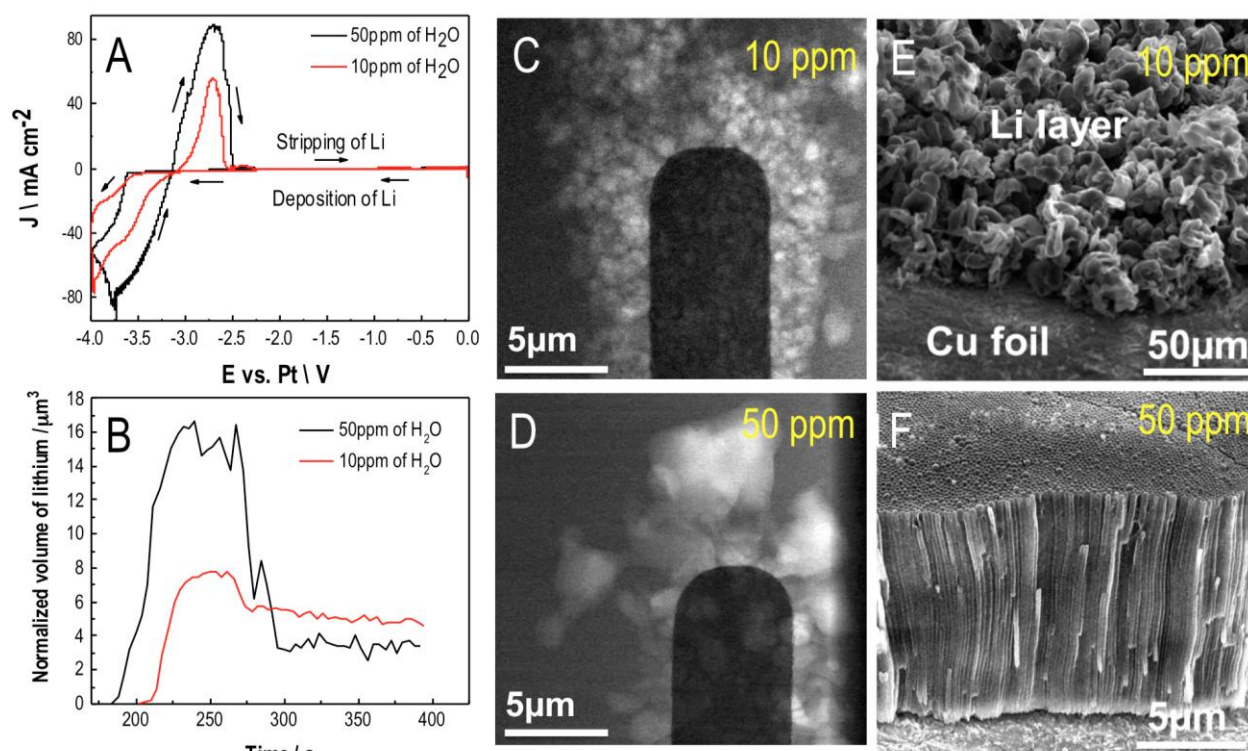 A
50ppm of H2O
10ppm of H2O
Stripping of Li
Deposition of Li
J \ mA cm-2
80
40
0
-40
-80
-4.0 -3.5 -3.0 -2.5 -2.0 -1.5 -1.0 -0.5 0.0
E vs. Pt \ V
B
50ppm of H2O
10ppm of H2O
Normalized volume of lithium /μm3
18
16
14
12
10
8
6
4
2
0
200 250 300 350 400
C
10 ppm
5μm
D
50 ppm
5μm
E
10 ppm
Li layer
Cu foil
50μm
F
50 ppm
5μm